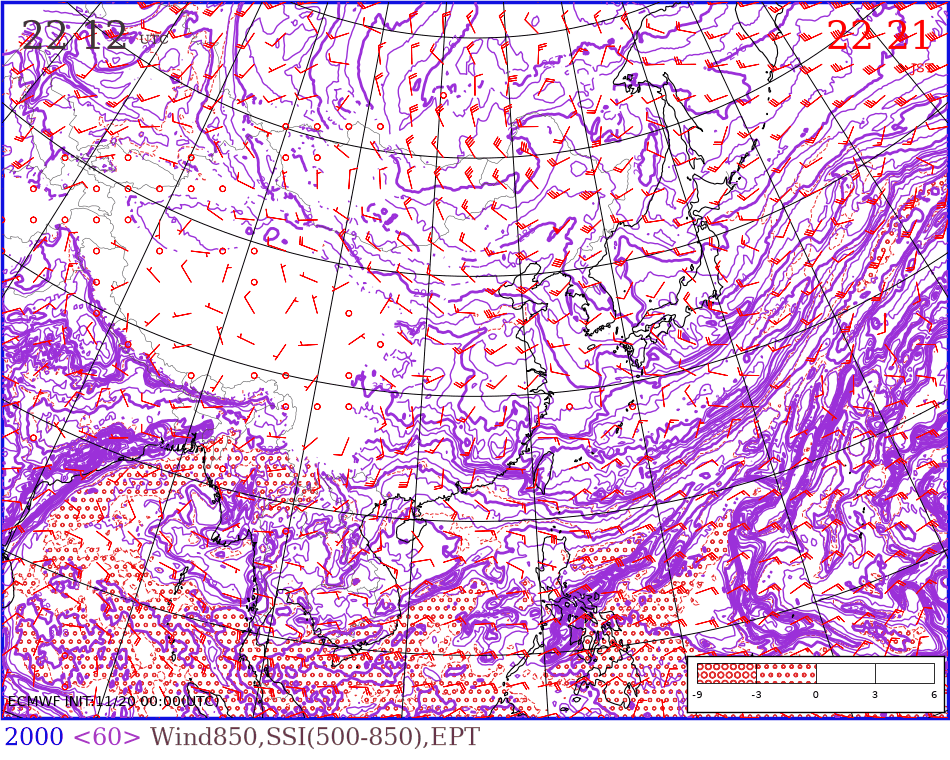 22 12 UTC
22 21
JST
ECMWF INIT:11/20 00:00(UTC)
-9 -3 0 3 6
2000 <60> Wind850,SSI(500-850),EPT